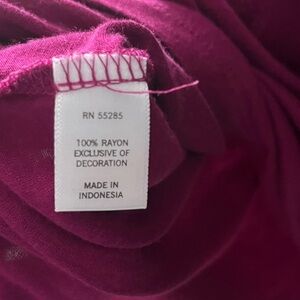 RN 55285
100% RAYON
EXCLUSIVE OF
DECORATION
MADE IN
INDONESIA